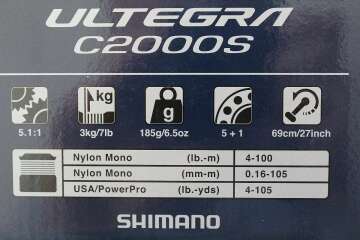 ULTEGRA
C2000S
kg
g
5.1:1 3kg/7lb 185g/6.5oz 5 + 1 69cm/27inch
Nylon Mono (lb.-m) 4-100
Nylon Mono (mm-m) 0.16-105
USA/PowerPro (lb.-yds) 4-105
SHIMANO